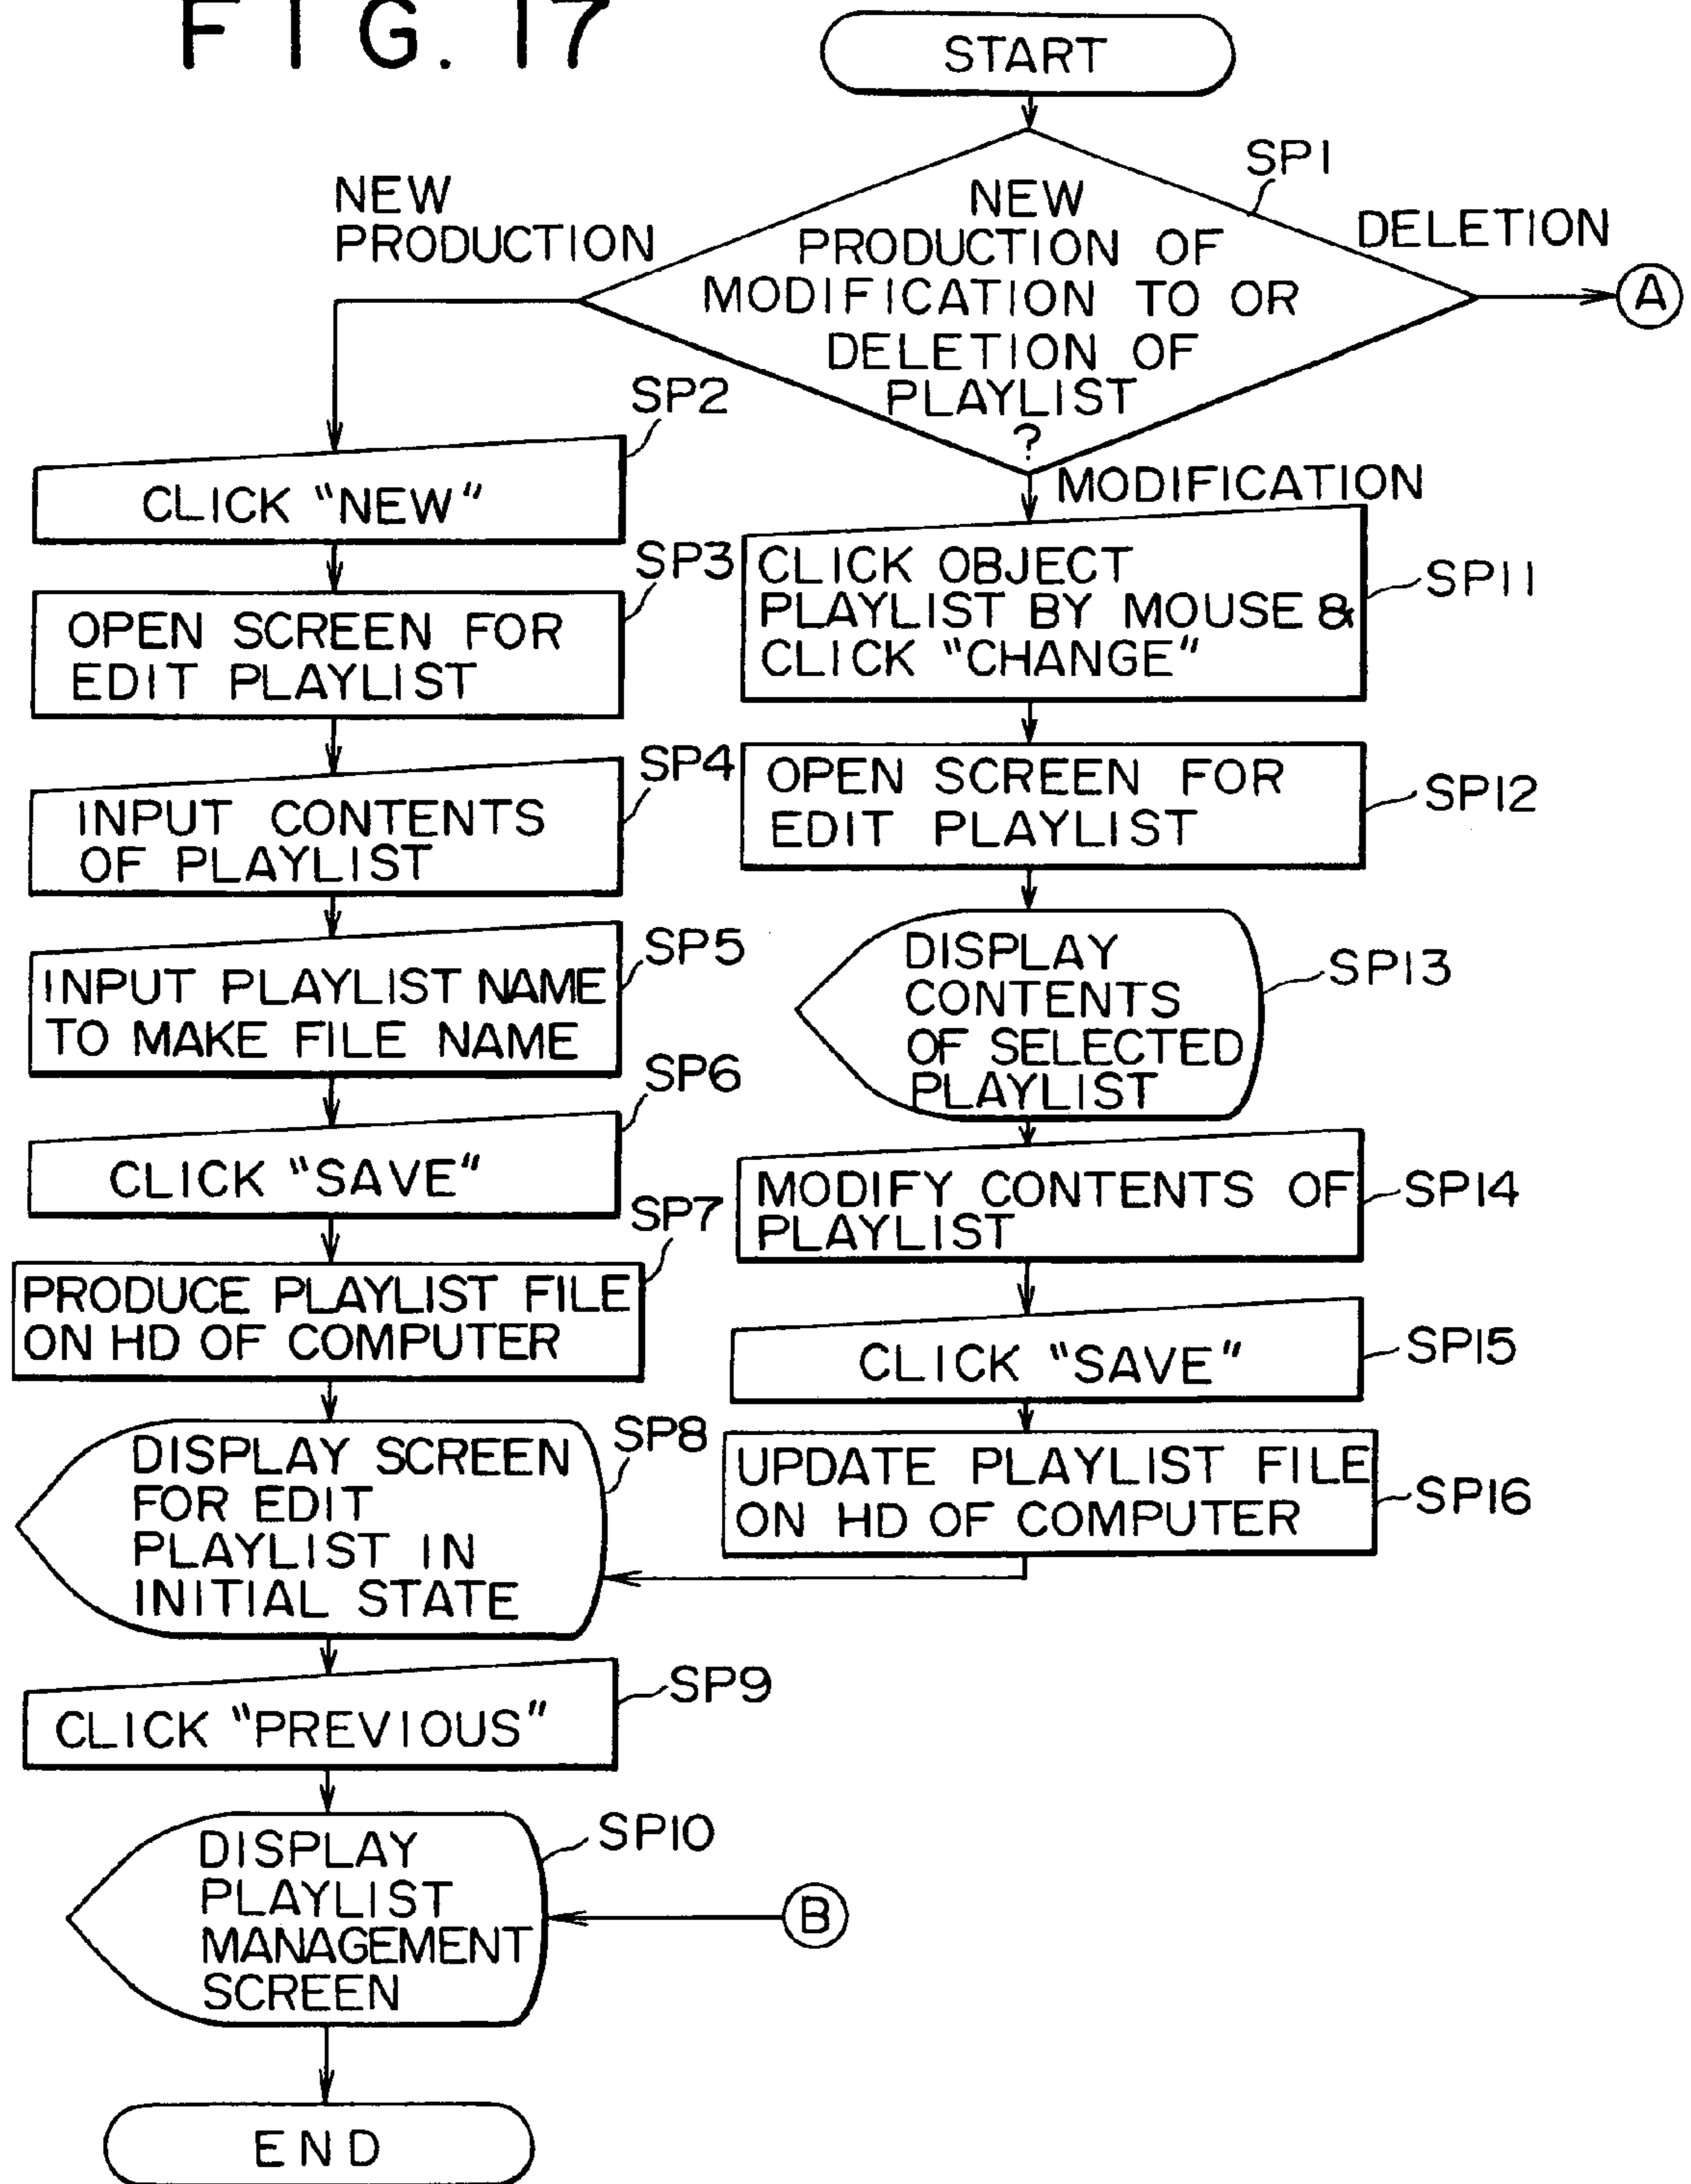 FIG. 17
START
SP1
NEW
PRODUCTION OF
MODIFICATION TO OR
DELETION OF
PLAYLIST
?
NEW
PRODUCTION
DELETION
A
MODIFICATION
SP2
CLICK "NEW"
SP3
OPEN SCREEN FOR
EDIT PLAYLIST
SP4
INPUT CONTENTS
OF PLAYLIST
SP5
INPUT PLAYLIST NAME
TO MAKE FILE NAME
SP6
CLICK "SAVE"
SP7
PRODUCE PLAYLIST FILE
ON HD OF COMPUTER
SP8
DISPLAY SCREEN
FOR EDIT
PLAYLIST IN
INITIAL STATE
SP9
CLICK "PREVIOUS"
SP10
DISPLAY
PLAYLIST
MANAGEMENT
SCREEN
B
END
SP11
CLICK OBJECT
PLAYLIST BY MOUSE &
CLICK "CHANGE"
SP12
OPEN SCREEN FOR
EDIT PLAYLIST
SP13
DISPLAY
CONTENTS
OF SELECTED
PLAYLIST
SP14
MODIFY CONTENTS OF
PLAYLIST
SP15
CLICK "SAVE"
SP16
UPDATE PLAYLIST FILE
ON HD OF COMPUTER